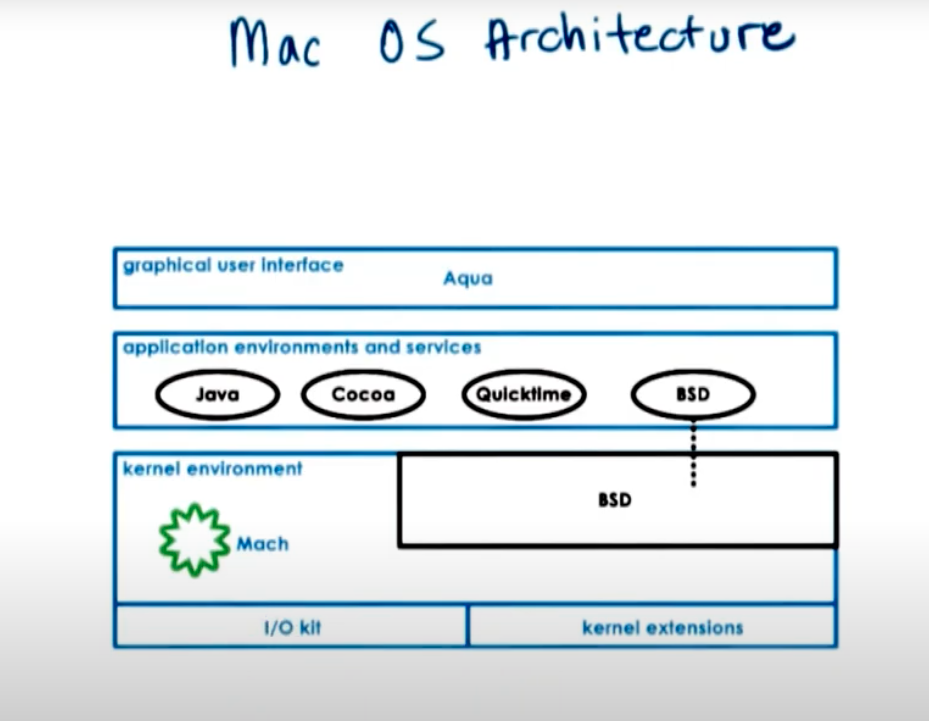 Mac OS Architecture
graphical user interface
Aqua
application environments and services
Java Cocoa Quicktime BSD
kernel environment
BSD
Mach
I/O kit kernel extensions